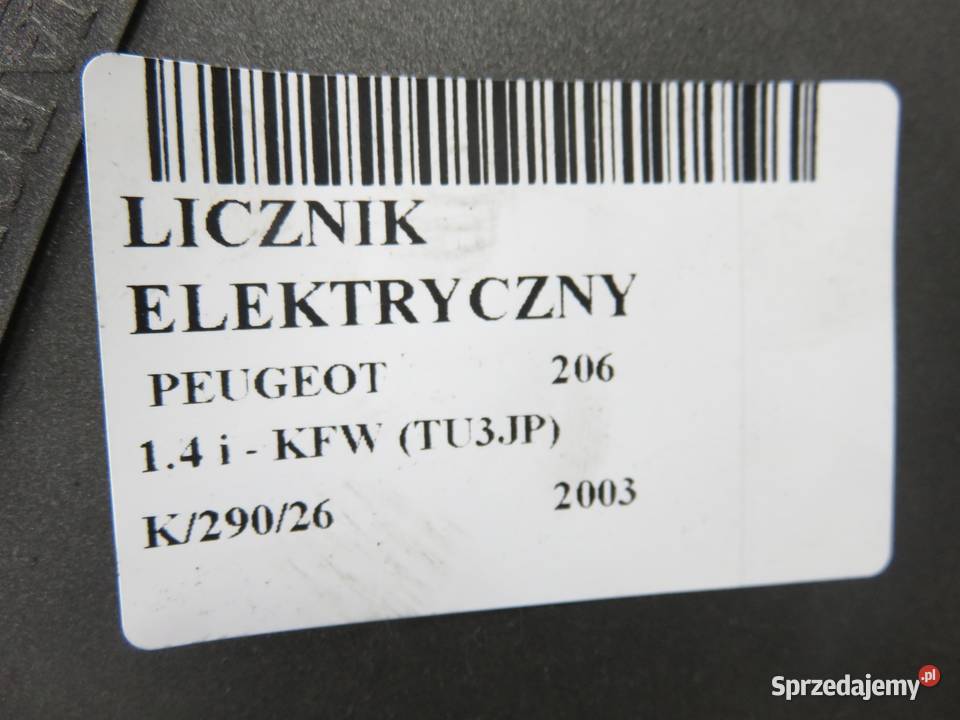 LICZNIK
ELEKTRYCZNY
PEUGEOT 206
1.4 i - KFW (TU3JP)
K/290/26 2003
Sprzedajemy.pl